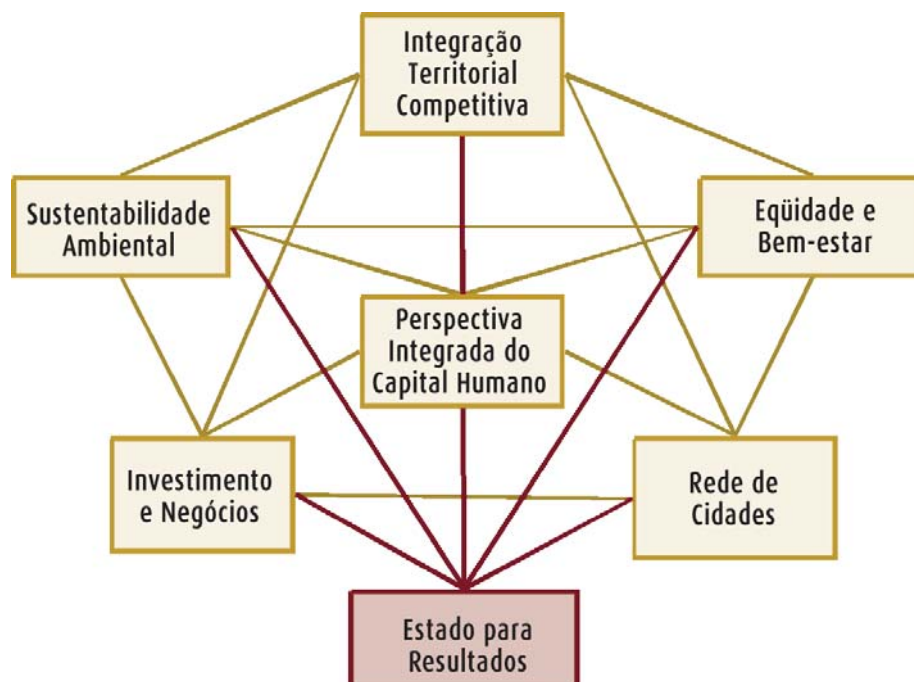 Integração
Territorial
Competitiva
Sustentabilidade
Ambiental
Eqüidade e
Bem-estar
Perspectiva
Integrada do
Capital Humano
Investimento
e Negócios
Rede de
Cidades
Estado para
Resultados